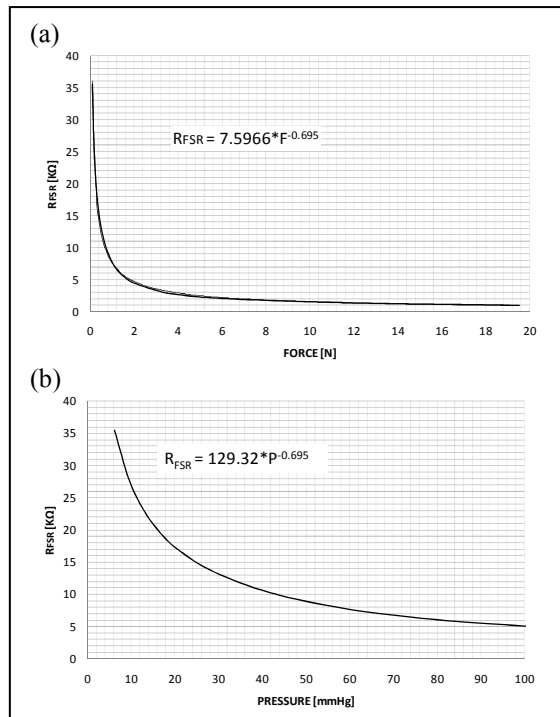 (a)
40
35
30
25
20
15
10
5
0
RFSR [KΩ]
RFSR = 7.5966*F-0.695
0 2 4 6 8 10 12 14 16 18 20
FORCE [N]
(b)
40
35
30
25
20
15
10
5
0
RFSR [KΩ]
RFSR = 129.32*P-0.695
0 10 20 30 40 50 60 70 80 90 100
PRESSURE [mmHg]